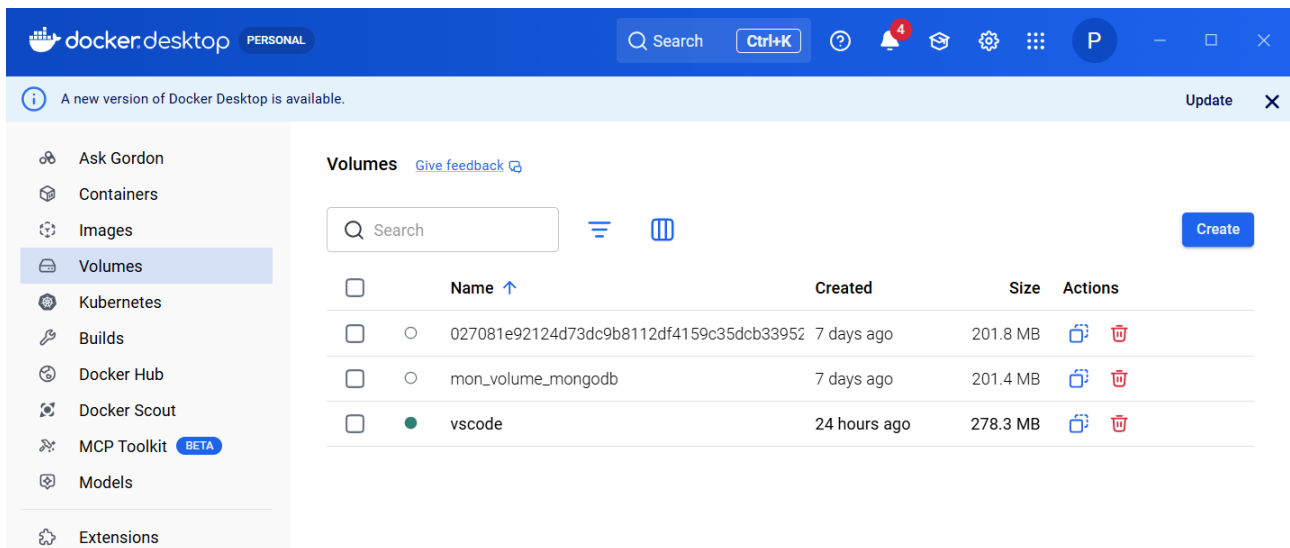 docker.desktop PERSONAL Search Ctrl+K 4 P
A new version of Docker Desktop is available. Update
Ask Gordon
Containers
Images
Volumes
Kubernetes
Builds
Docker Hub
Docker Scout
MCP Toolkit BETA
Models
Extensions
Volumes Give feedback
Search Create
Name Created Size Actions
027081e92124d73dc9b8112df4159c35dcb33952 7 days ago 201.8 MB
mon_volume_mongodb 7 days ago 201.4 MB
vscode 24 hours ago 278.3 MB